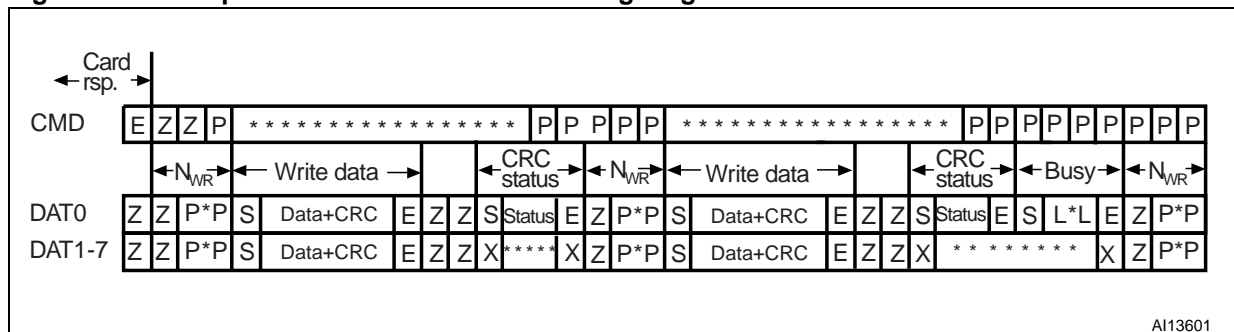 Card
rsp.
CMD E Z Z P * * * * * * * * * * * * * * * * * P P P P P * * * * * * * * * * * * * * * * * P P P P P P P P P
NWR Write data CRC status NWR Write data CRC status Busy NWR
DAT0 Z Z P*P S Data+CRC E Z Z S Status E Z P*P S Data+CRC E Z Z S Status E S L*L E Z P*P
DAT1-7 Z Z P*P S Data+CRC E Z Z X ***** X Z P*P S Data+CRC E Z Z X * * * * * * * * X Z P*P
AI13601